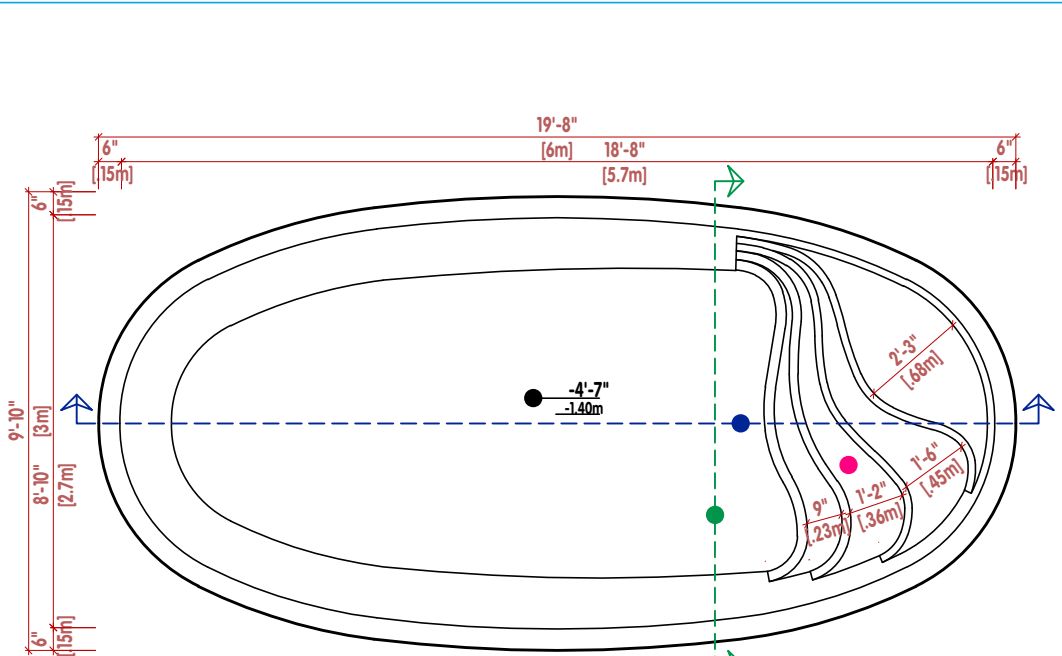 19'-8"
[6m]
6"
[.15m]
18'-8"
[5.7m]
6"
[.15m]
6"
[.15m]
9'-10"
[3m]
8'-10"
[2.7m]
6"
[.15m]
-4'-7"
-1.40m
2'-3"
[.68m]
1'-6"
[.45m]
1'-2"
[.36m]
9"
[.23m]